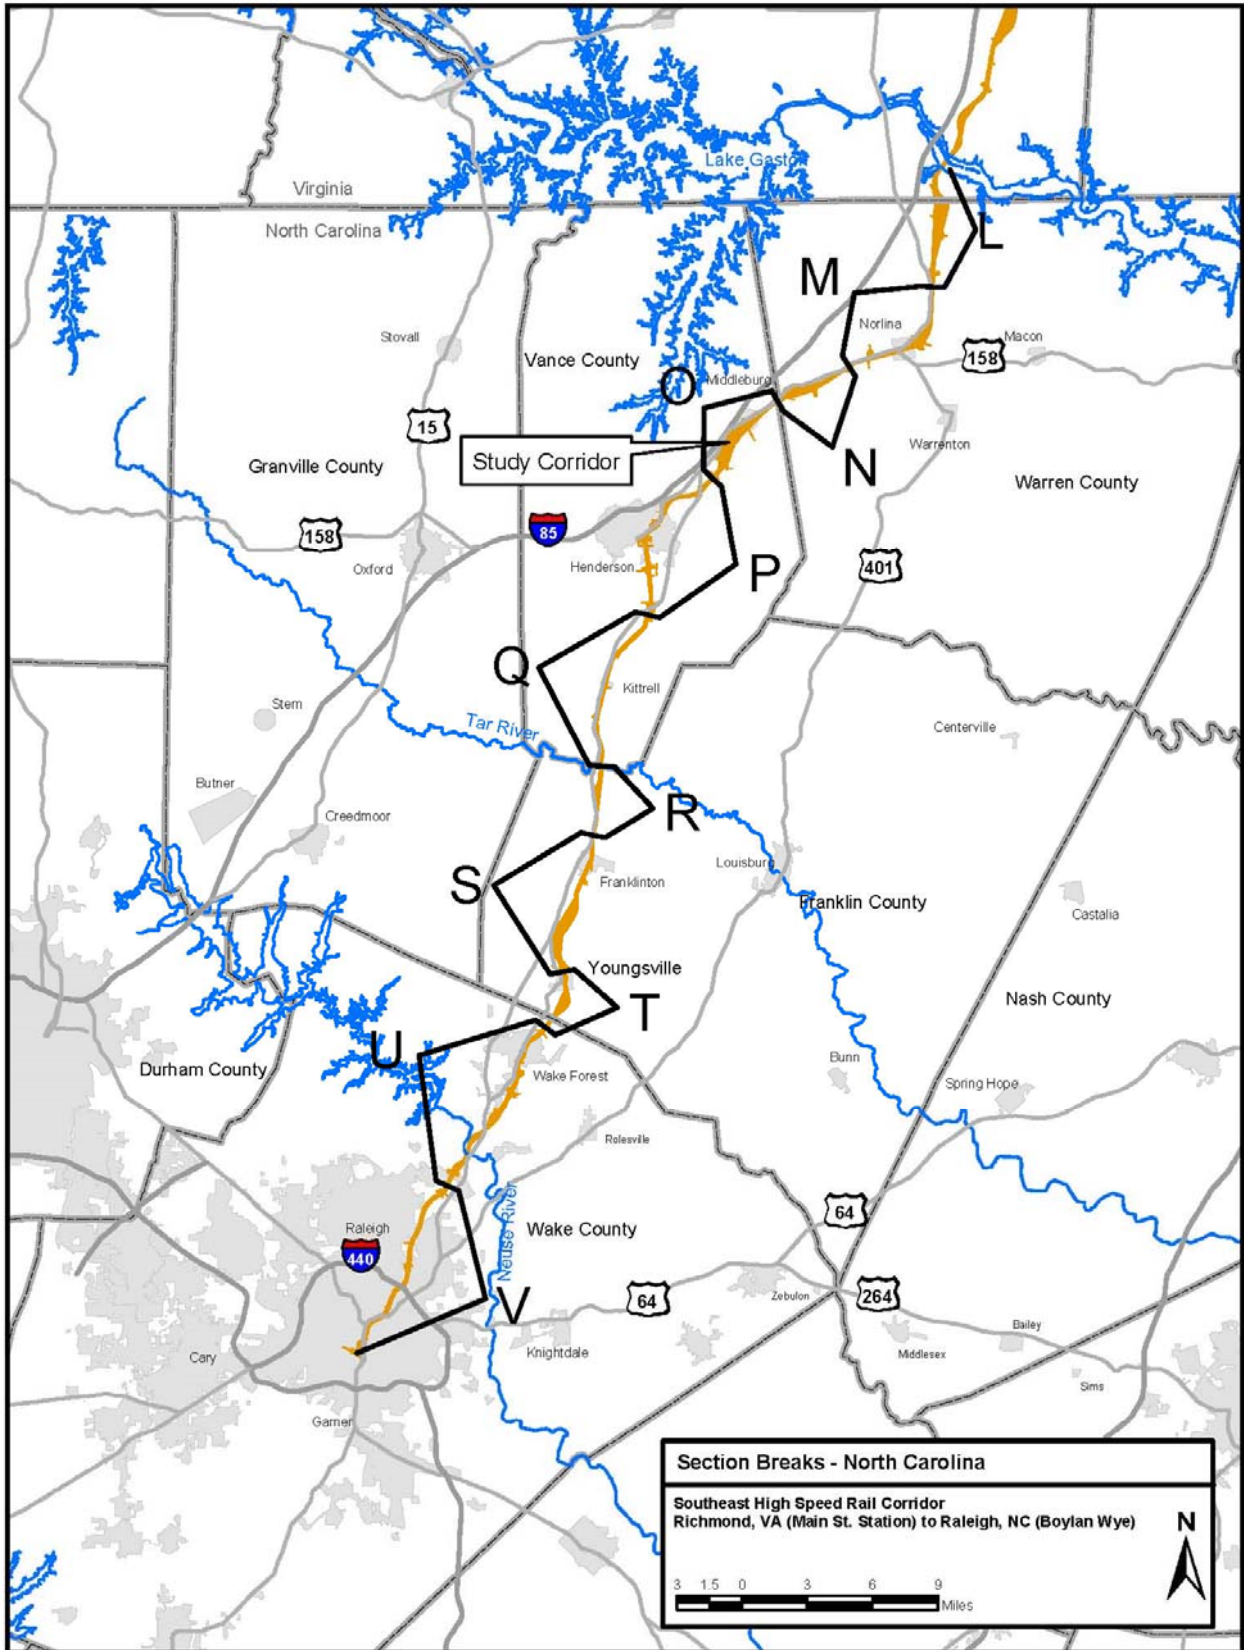 Lake Gaston
Virginia
North Carolina
L
M
Norlina
Macon
158
Stovall
Vance County
O
Middleburg
15
Warrenton
Study Corridor
N
Granville County
Warren County
158
85
Oxford
Henderson
P
401
Q
Kittrell
Stem
Tar River
Centerville
Butner
Creedmoor
R
Louisburg
S
Franklinton
Franklin County
Castalia
Youngsville
T
Nash County
U
Durham County
Wake Forest
Bunn
Spring Hope
Rolesville
Neuse River
Wake County
64
Raleigh
440
V
64
Zebulon
264
Knightdale
Bailey
Middlesex
Cary
Sims
Garner
Section Breaks - North Carolina
Southeast High Speed Rail Corridor
Richmond, VA (Main St. Station) to Raleigh, NC (Boylan Wye)
N
3 1.5 0 3 6 9
Miles